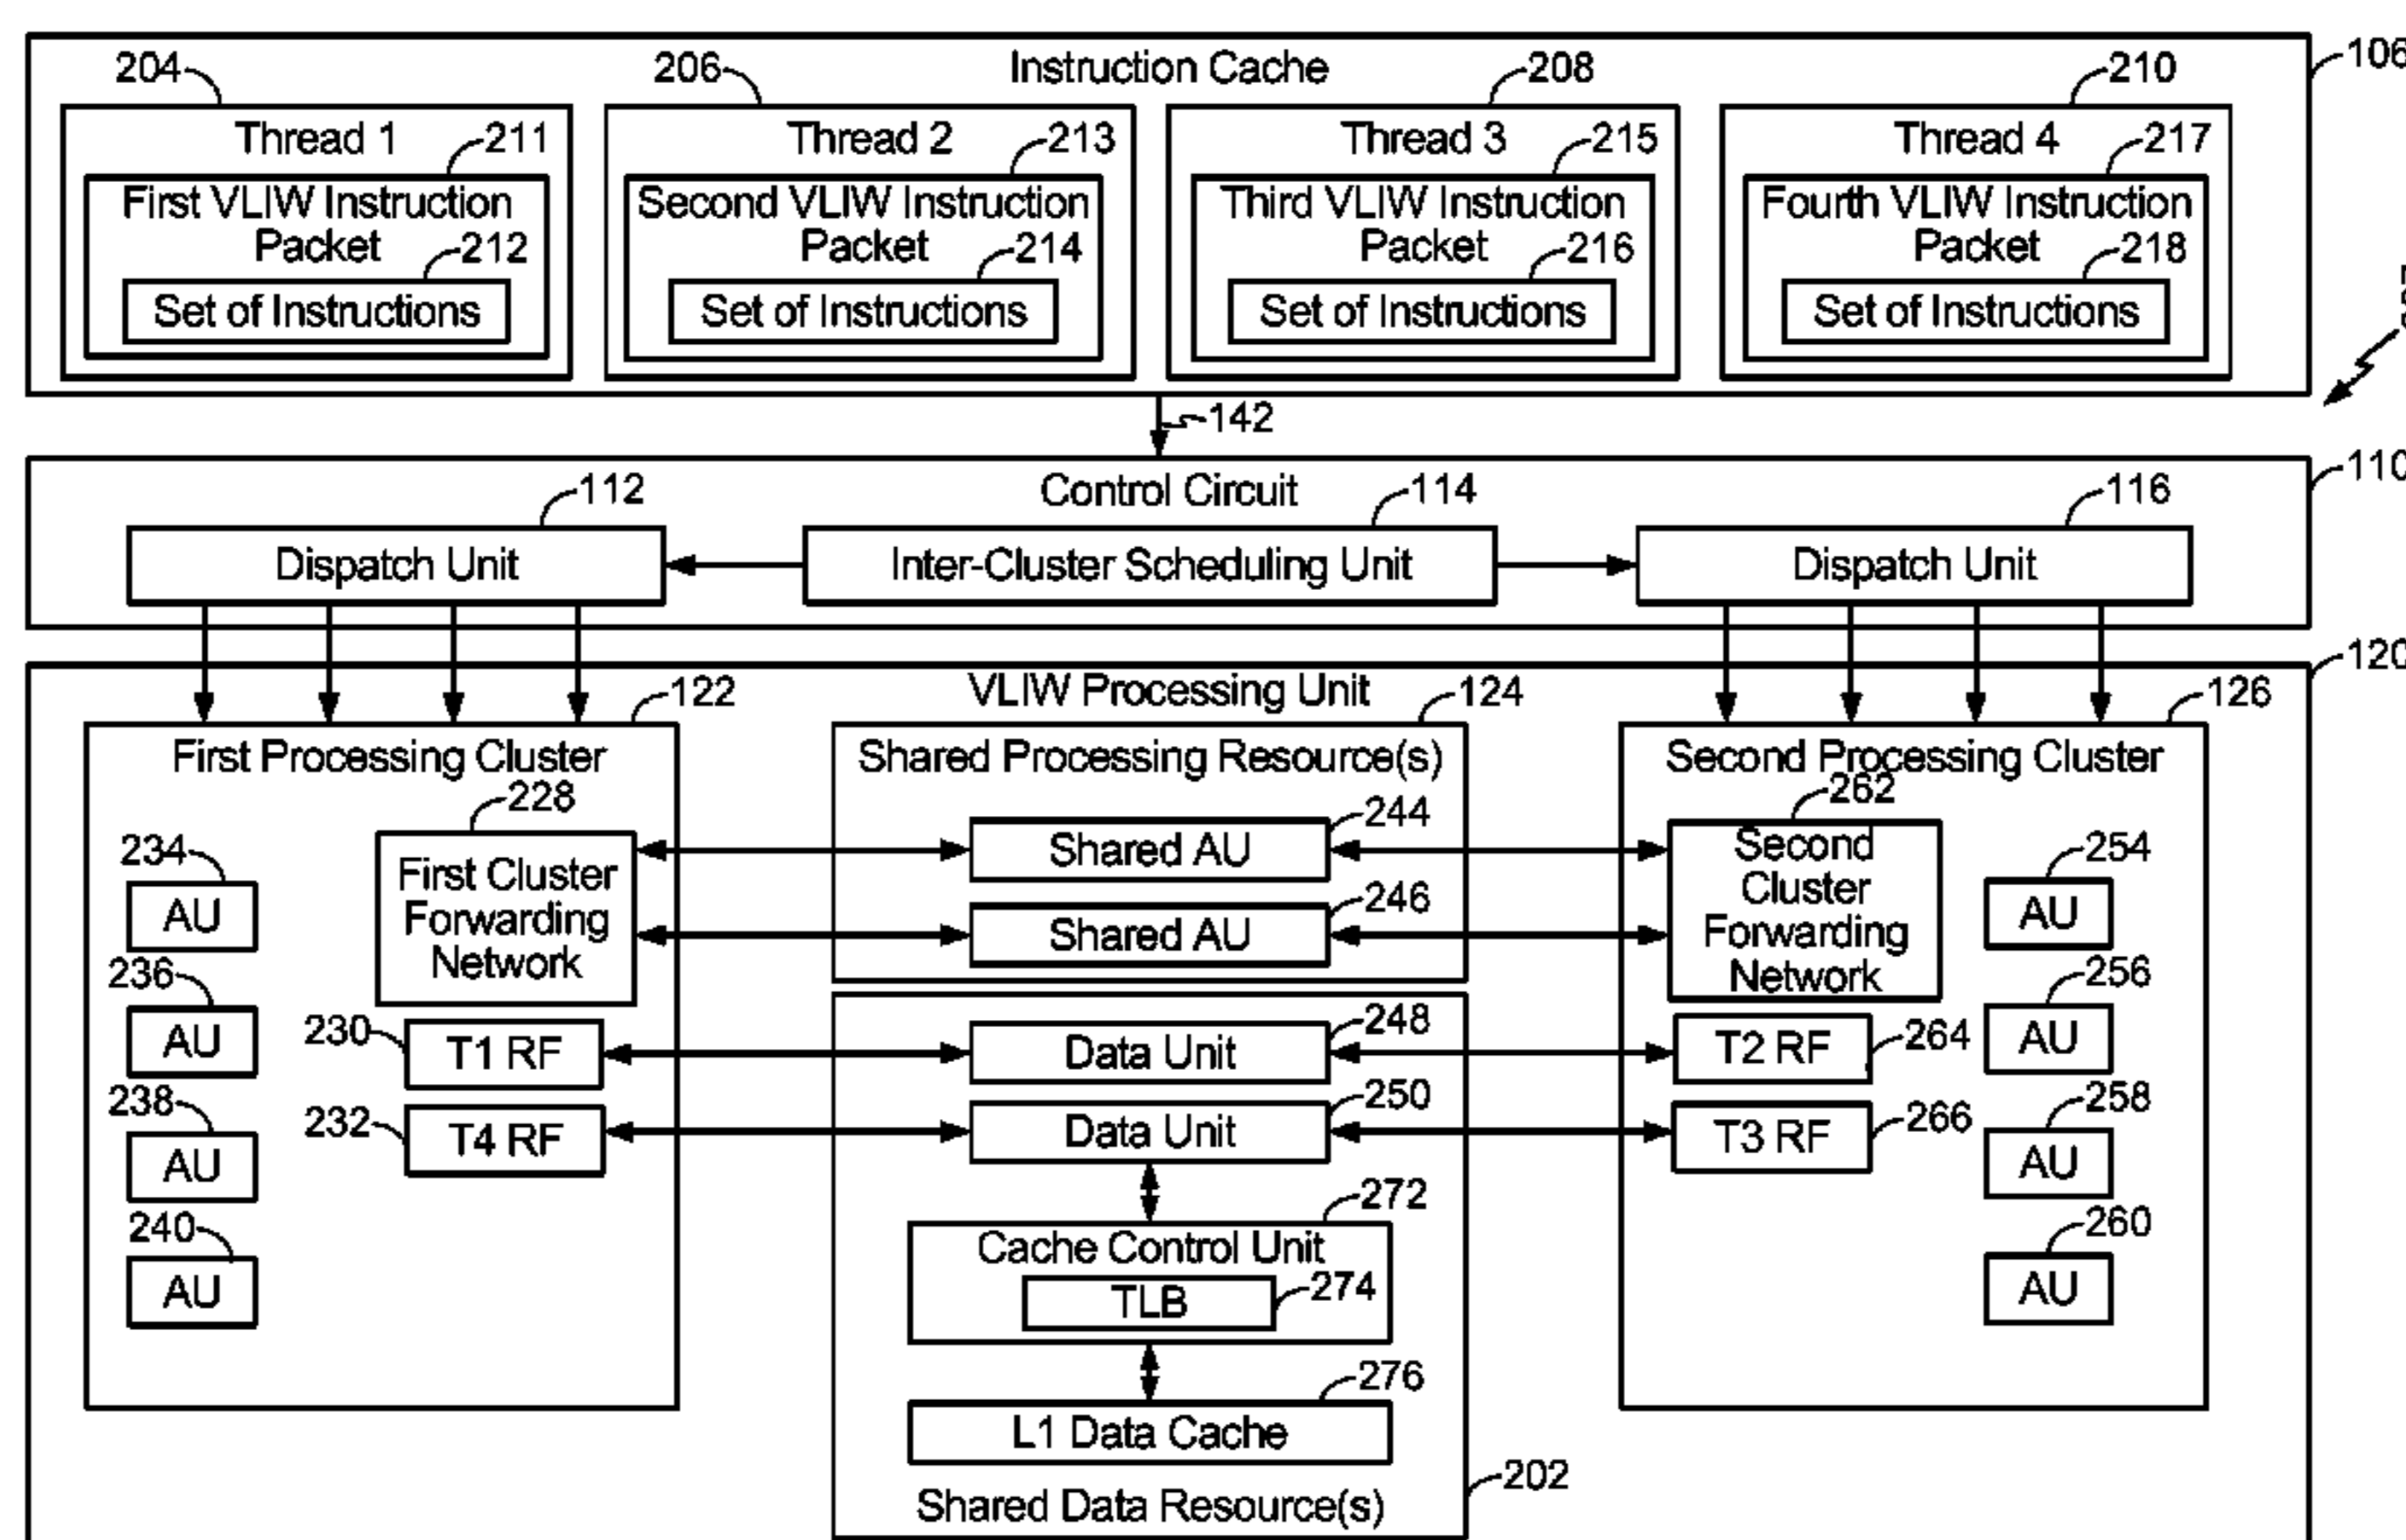 Instruction Cache
106
204
206
208
210
Thread 1
211
Thread 2
213
Thread 3
215
Thread 4
217
First VLIW Instruction
Packet
212
Set of Instructions
Second VLIW Instruction
Packet
214
Set of Instructions
Third VLIW Instruction
Packet
216
Set of Instructions
Fourth VLIW Instruction
Packet
218
Set of Instructions
142
Control Circuit
110
112
114
116
Dispatch Unit
Inter-Cluster Scheduling Unit
Dispatch Unit
120
VLIW Processing Unit
122
124
126
First Processing Cluster
228
First Cluster
Forwarding
Network
234
AU
236
AU
238
AU
240
AU
230
T1 RF
232
T4 RF
Shared Processing Resource(s)
244
Shared AU
246
Shared AU
248
Data Unit
250
Data Unit
272
Cache Control Unit
TLB
274
276
L1 Data Cache
202
Shared Data Resource(s)
Second Processing Cluster
262
Second
Cluster
Forwarding
Network
T2 RF
264
T3 RF
266
254
AU
256
AU
258
AU
260
AU